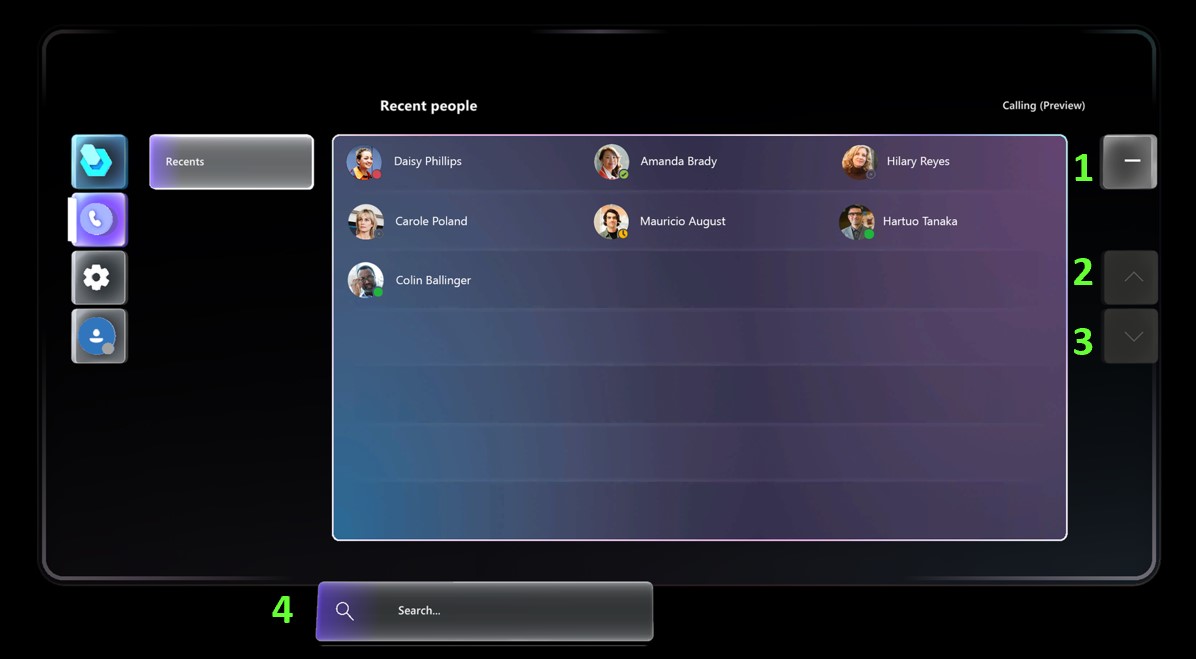 Recent people
Calling (Preview)
Recents
Daisy Phillips
Amanda Brady
Hilary Reyes
1
Carole Poland
Mauricio August
Hartuo Tanaka
2
Colin Ballinger
3
4
Search...